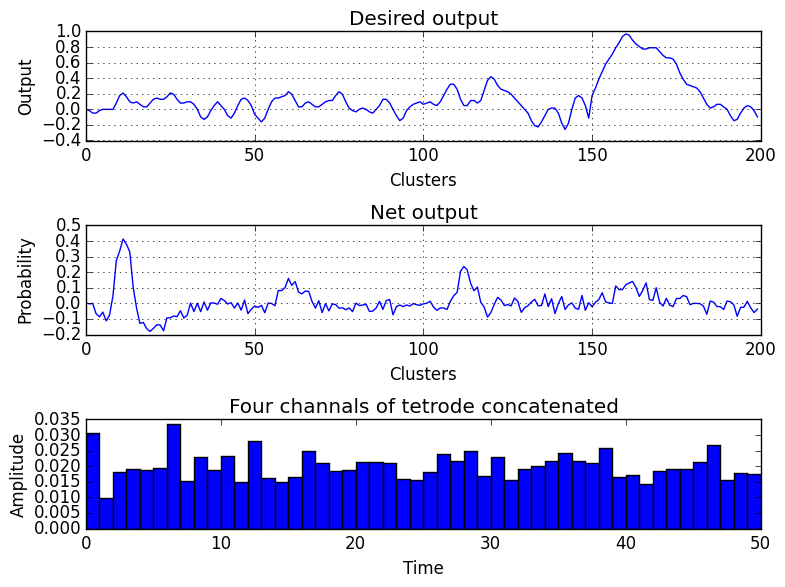 Desired output
1.0
0.8
0.6
0.4
0.2
0.0
−0.2
−0.4
Output
0 50 100 150 200
Clusters
Net output
0.5
0.4
0.3
0.2
0.1
0.0
−0.1
−0.2
Probability
0 50 100 150 200
Clusters
Four channels of tetrode concatenated
0.035
0.030
0.025
0.020
0.015
0.010
0.005
0.000
Amplitude
0 10 20 30 40 50
Time